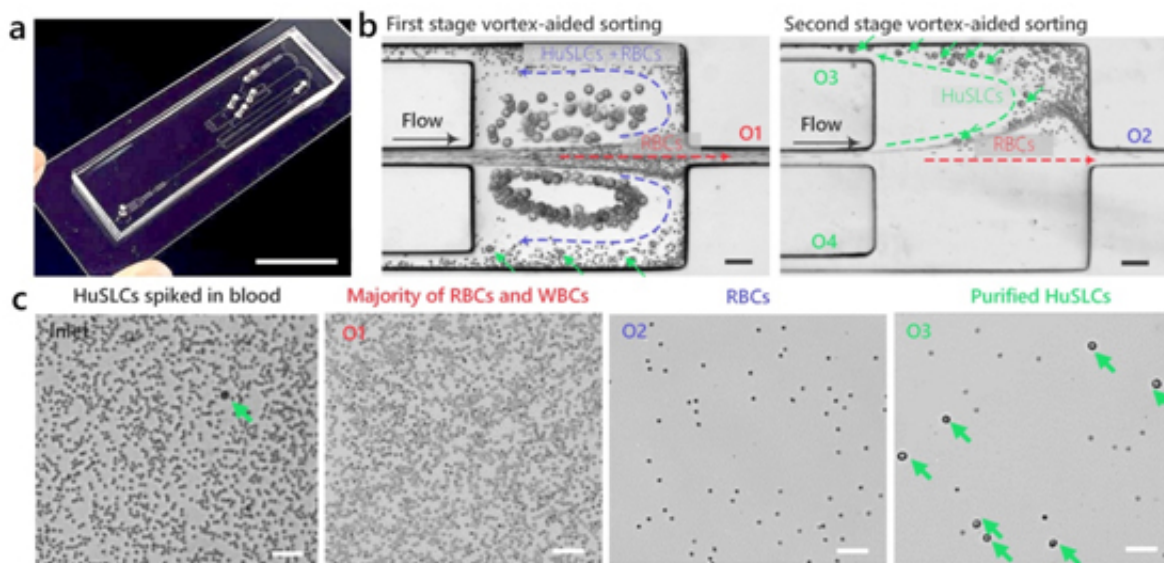 a
b
First stage vortex-aided sorting
Second stage vortex-aided sorting
HuSLCs +RBCs
Flow
RBCs
O1
O3
HuSLCs
Flow
RBCs
O2
O4
c
HuSLCs spiked in blood
Majority of RBCs and WBCs
RBCs
Purified HuSLCs
Inlet
O1
O2
O3